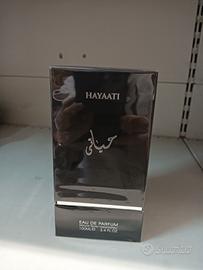 HAYAATI
حياتي
EAU DE PARFUM
100ML℮ 3.4 FL.OZ